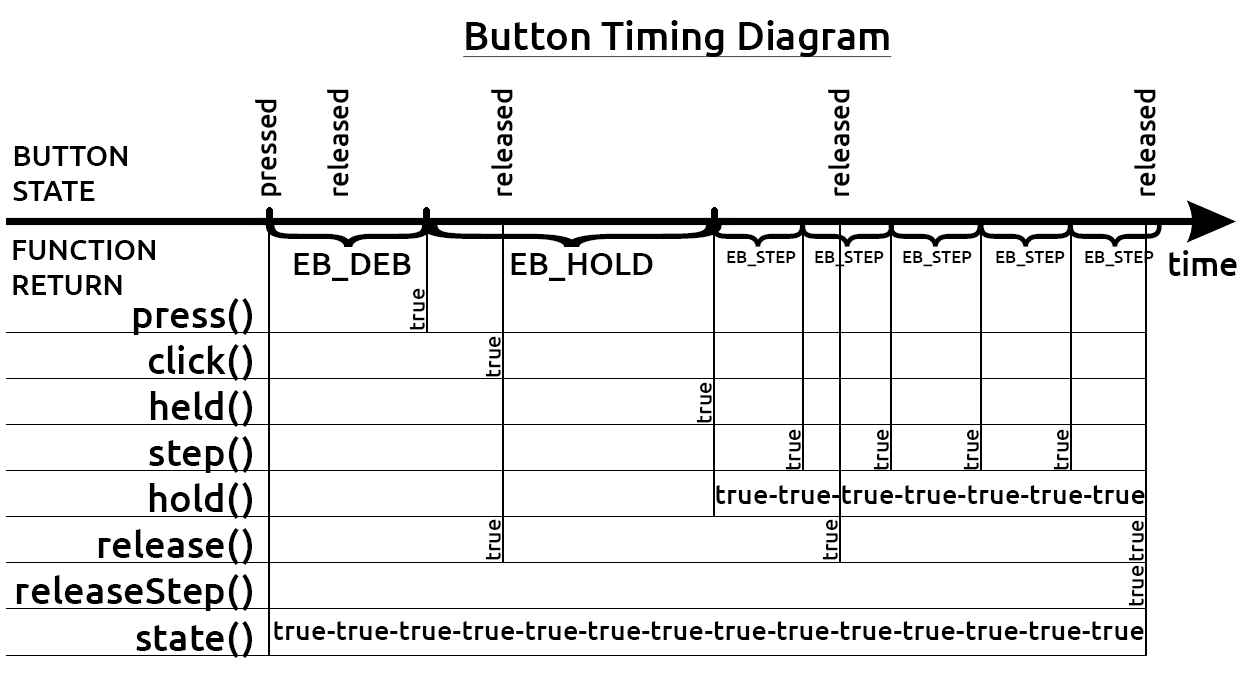 Button Timing Diagram
pressed
released
released
released
released
BUTTON
STATE
FUNCTION
RETURN
EB_DEB
EB_HOLD
EB_STEP
EB_STEP
EB_STEP
EB_STEP
EB_STEP
time
press()
true
click()
true
held()
true
step()
true
true
true
true
hold()
true-true-true-true-true-true-true
release()
true
true
true
releaseStep()
true
state()
true-true-true-true-true-true-true-true-true-true-true-true-true-true